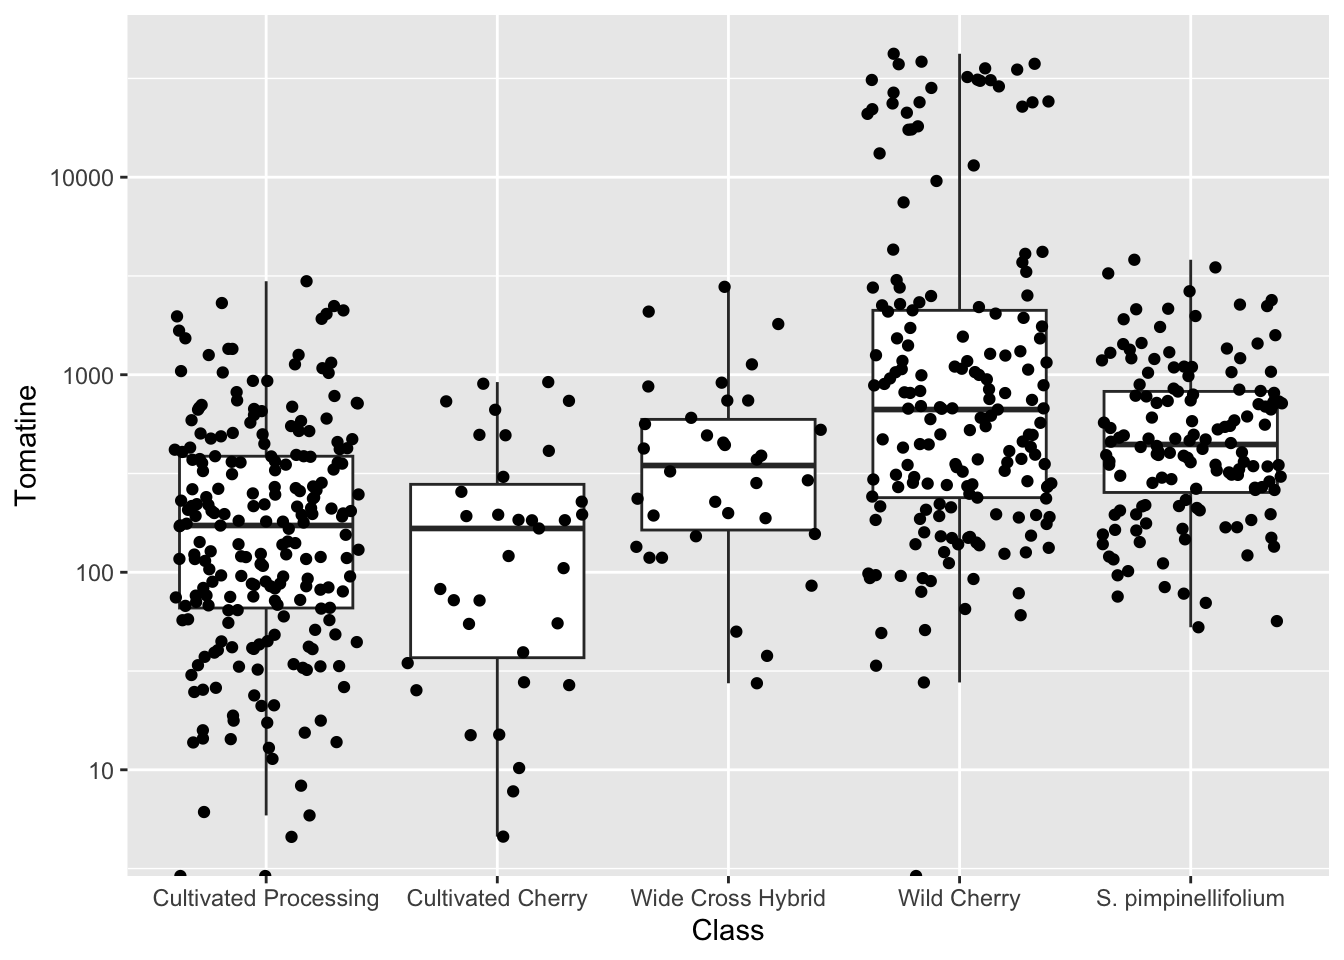 Tomatine
10000
1000
100
10
Cultivated Processing
Cultivated Cherry
Wide Cross Hybrid
Wild Cherry
S. pimpinellifolium
Class